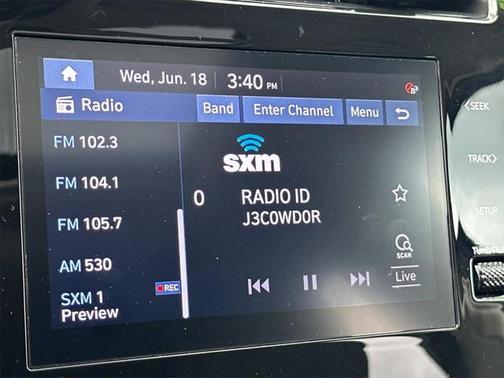 Wed, Jun. 18 3:40 PM
Radio Band Enter Channel Menu
FM 102.3
FM 104.1
FM 105.7
AM 530
SXM 1 REC
Preview
sxm
0 RADIO ID
J3C0WD0R
SCAN
Live
SEEK
TRACK
SETUP